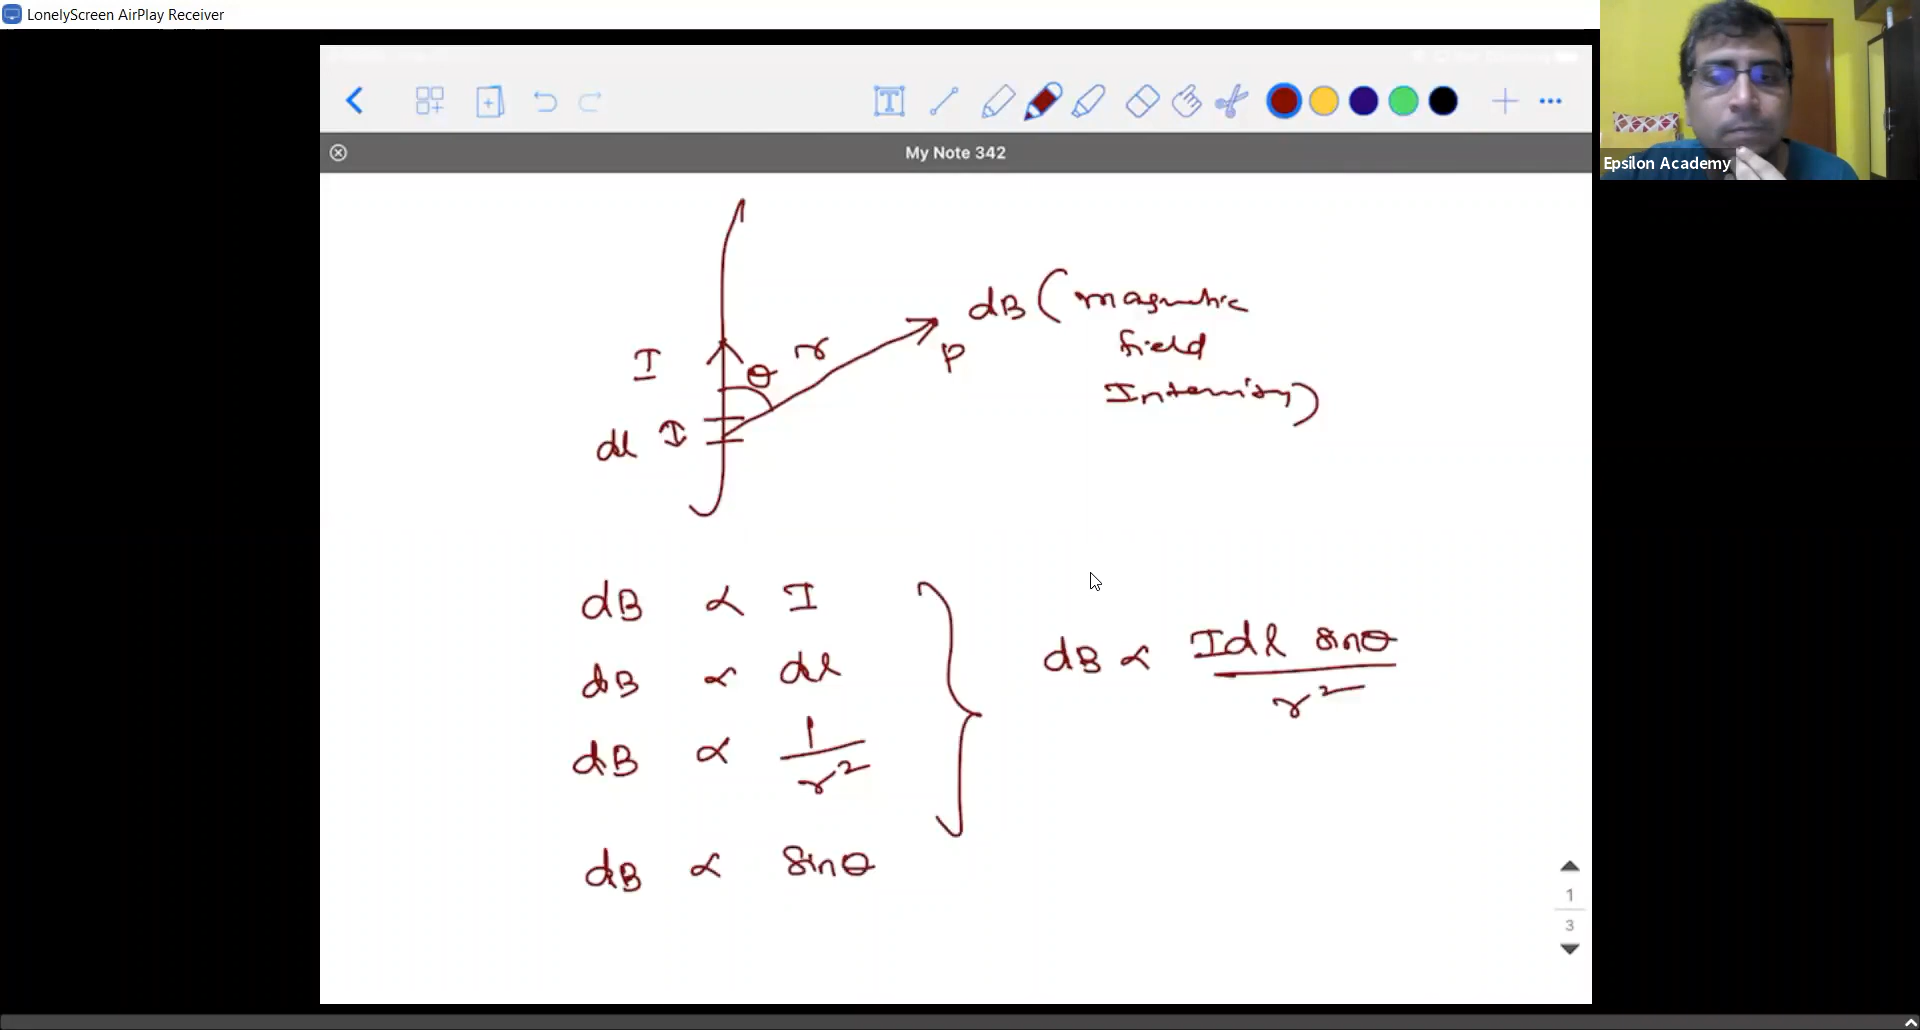 LonelyScreen AirPlay Receiver
Epsilon Academy
T
My Note 342
dB (magnetic
field
Intensity)
I
θ
r
P
dl
dB ∝ I
dB ∝ dl
dB ∝ 1/r²
dB ∝ sinθ
dB ∝ Idl sinθ / r²
1
3